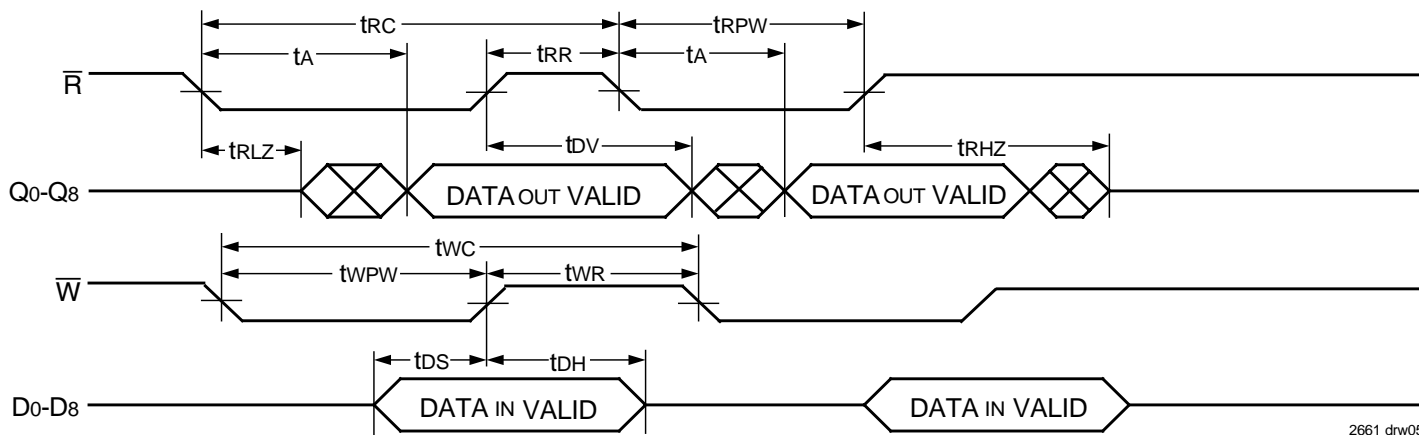 tRC
tRPW
tA
tRR
tA
R
tRLZ
tDV
tRHZ
Q0-Q8
DATA OUT VALID
DATA OUT VALID
tWC
tWPW
tWR
W
tDS
tDH
D0-D8
DATA IN VALID
DATA IN VALID
2661 drw05